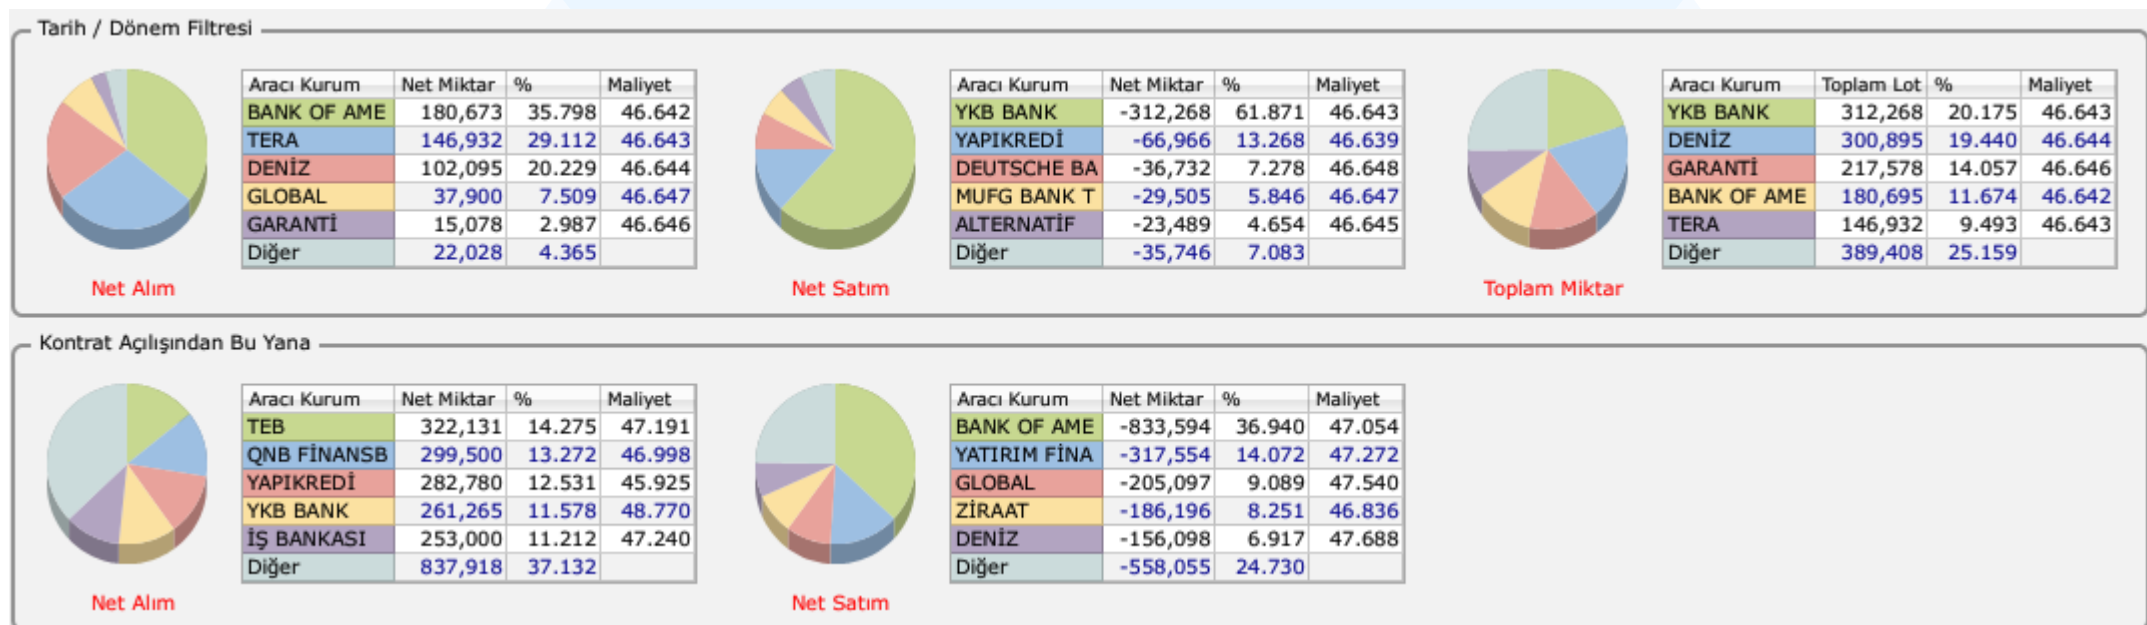 Tarih / Dönem Filtresi
Aracı Kurum Net Miktar % Maliyet
BANK OF AME 180,673 35.798 46.642
TERA 146,932 29.112 46.643
DENİZ 102,095 20.229 46.644
GLOBAL 37,900 7.509 46.647
GARANTİ 15,078 2.987 46.646
Diğer 22,028 4.365
Net Alım
Aracı Kurum Net Miktar % Maliyet
YKB BANK -312,268 61.871 46.643
YAPIKREDİ -66,966 13.268 46.639
DEUTSCHE BA -36,732 7.278 46.648
MUFG BANK T -29,505 5.846 46.647
ALTERNATİF -23,489 4.654 46.645
Diğer -35,746 7.083
Net Satım
Aracı Kurum Toplam Lot % Maliyet
YKB BANK 312,268 20.175 46.643
DENİZ 300,895 19.440 46.644
GARANTİ 217,578 14.057 46.646
BANK OF AME 180,695 11.674 46.642
TERA 146,932 9.493 46.643
Diğer 389,408 25.159
Toplam Miktar
Kontrat Açılışından Bu Yana
Aracı Kurum Net Miktar % Maliyet
TEB 322,131 14.275 47.191
QNB FİNANSB 299,500 13.272 46.998
YAPIKREDİ 282,780 12.531 45.925
YKB BANK 261,265 11.578 48.770
İŞ BANKASI 253,000 11.212 47.240
Diğer 837,918 37.132
Net Alım
Aracı Kurum Net Miktar % Maliyet
BANK OF AME -833,594 36.940 47.054
YATIRIM FİNA -317,554 14.072 47.272
GLOBAL -205,097 9.089 47.540
ZİRAAT -186,196 8.251 46.836
DENİZ -156,098 6.917 47.688
Diğer -558,055 24.730
Net Satım